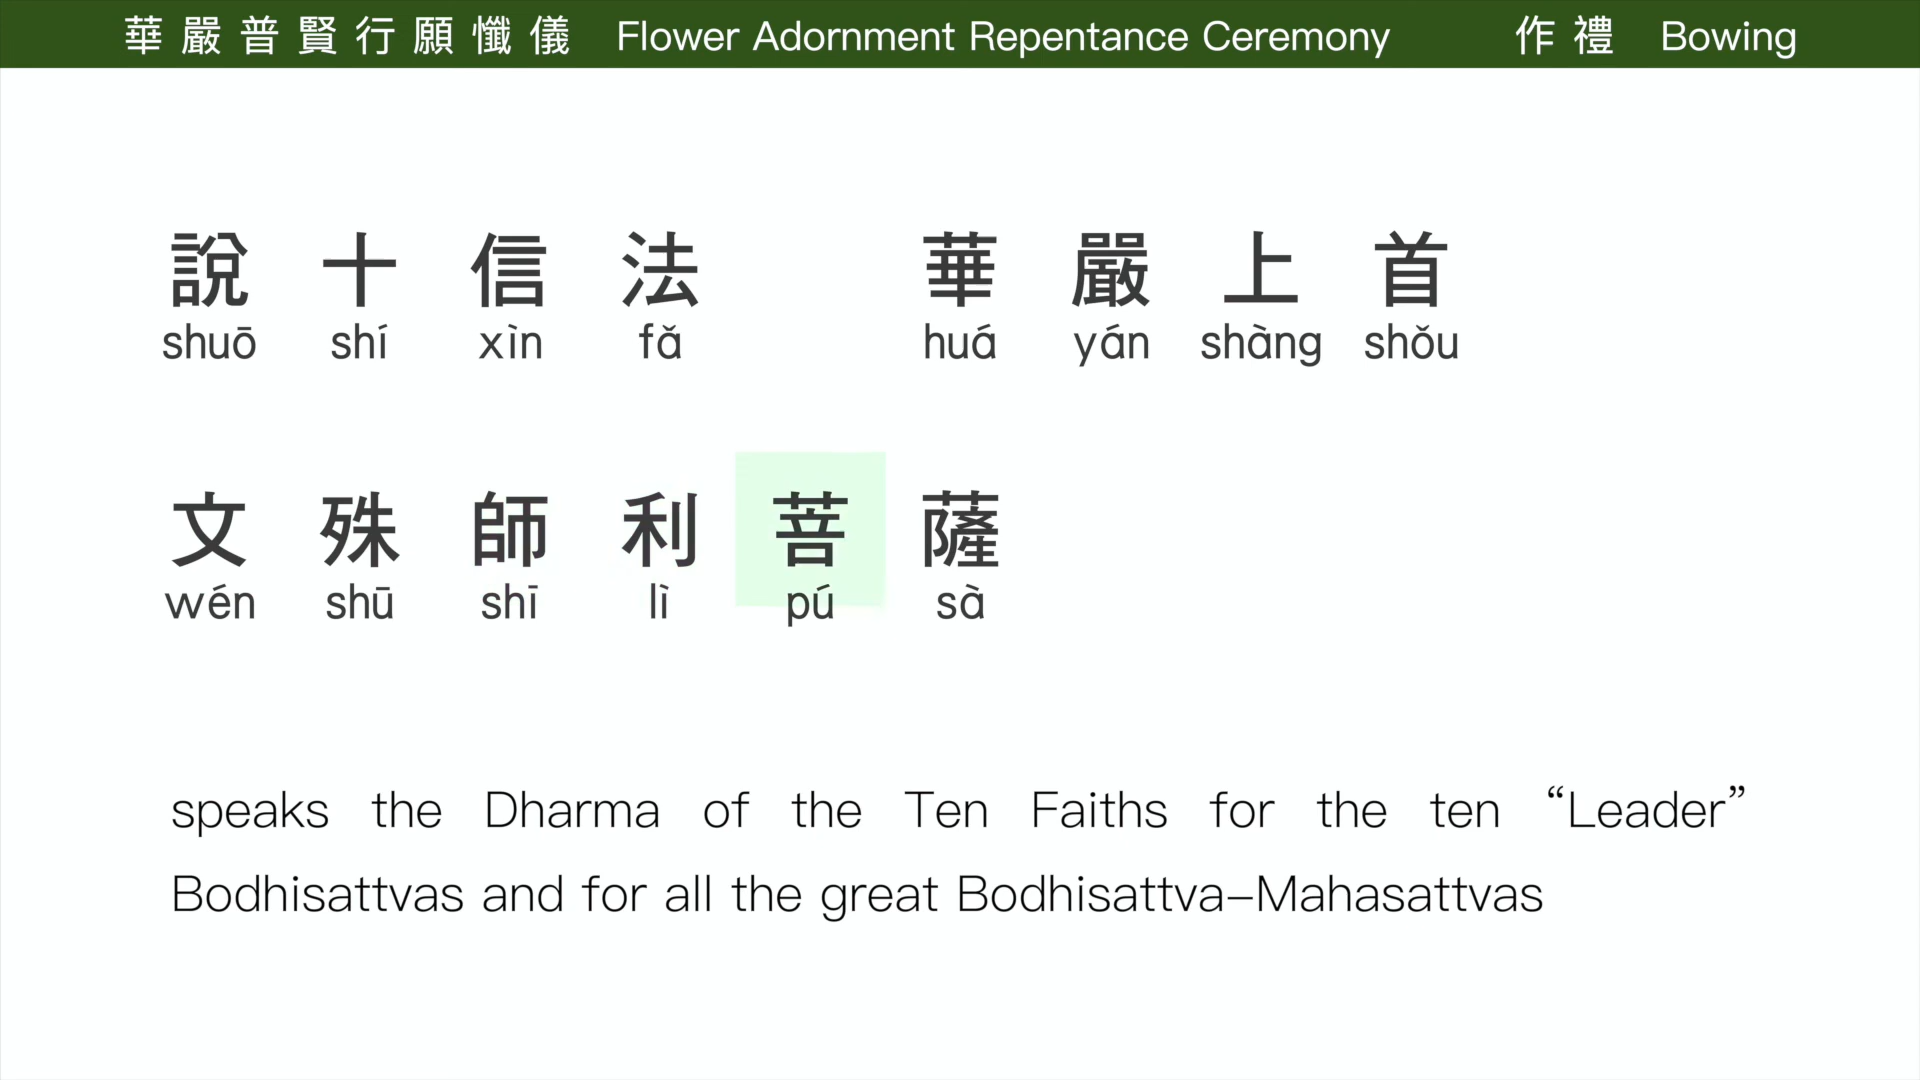 華嚴普賢行願懺儀 Flower Adornment Repentance Ceremony 作禮 Bowing
說十信法 華嚴上首
shuō shí xìn fǎ huá yán shàng shǒu
文殊師利菩薩
wén shū shī lì pú sà
speaks the Dharma of the Ten Faiths for the ten “Leader”
Bodhisattvas and for all the great Bodhisattva–Mahasattvas